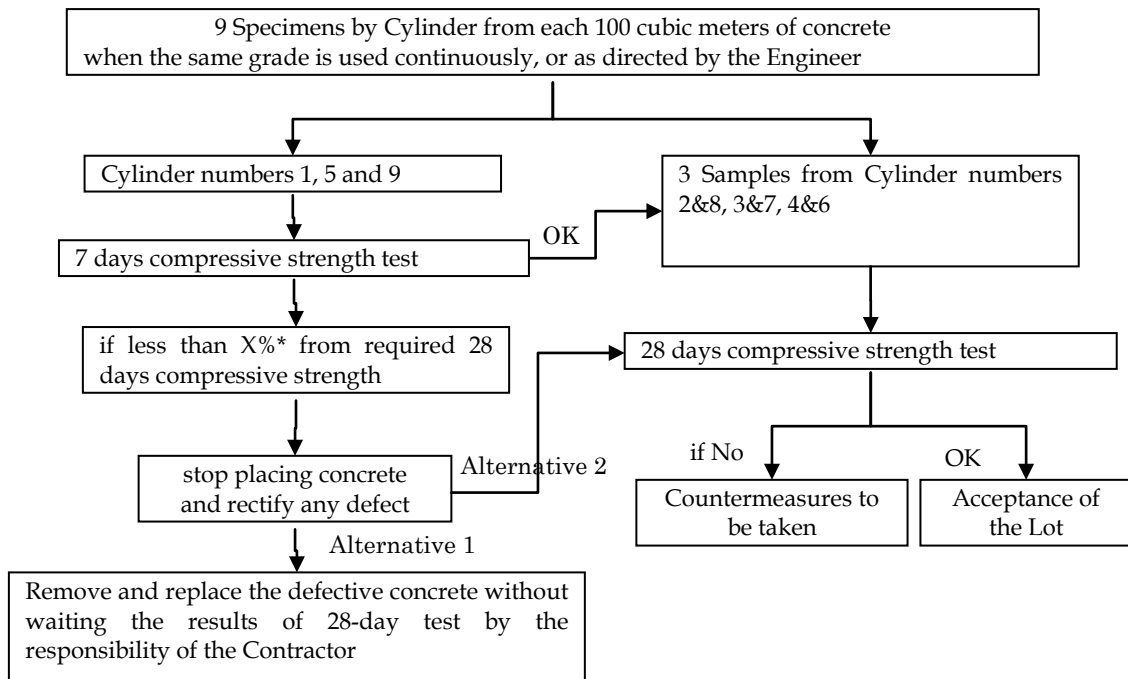 9 Specimens by Cylinder from each 100 cubic meters of concrete
when the same grade is used continuously, or as directed by the Engineer
Cylinder numbers 1, 5 and 9
3 Samples from Cylinder numbers
2&8, 3&7, 4&6
OK
7 days compressive strength test
if less than X%* from required 28
days compressive strength
28 days compressive strength test
stop placing concrete
and rectify any defect
Alternative 2
if No
OK
Countermeasures to
be taken
Acceptance of
the Lot
Alternative 1
Remove and replace the defective concrete without
waiting the results of 28-day test by the
responsibility of the Contractor